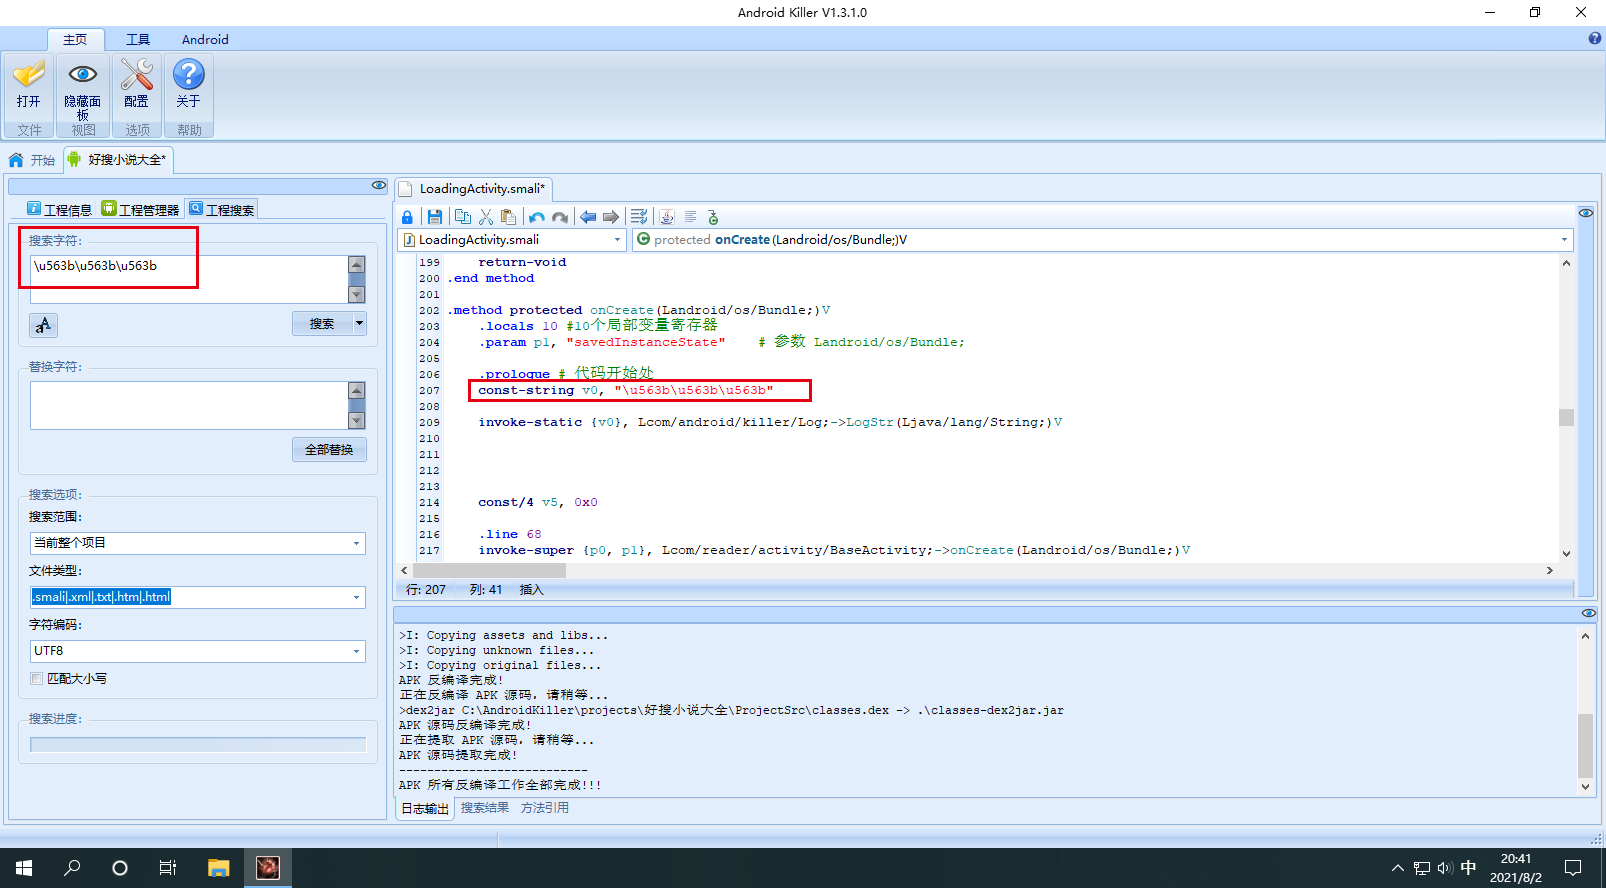 Android Killer V1.3.1.0
主页 工具 Android
打开 隐藏面板 配置 关于
文件 视图 选项 帮助
开始 好搜小说大全*
工程信息 工程管理器 工程搜索
搜索字符:
\u563b\u563b\u563b
搜索
替换字符:
全部替换
搜索选项:
搜索范围:
当前整个项目
文件类型:
.smali|.xml|.txt|.htm|.html
字符编码:
UTF8
匹配大小写
搜索进度:
LoadingActivity.smali*
LoadingActivity.smali protected onCreate(Landroid/os/Bundle;)V
199 return-void
200 .end method
201
202 .method protected onCreate(Landroid/os/Bundle;)V
203 .locals 10 #10个局部变量寄存器
204 .param p1, "savedInstanceState" # 参数 Landroid/os/Bundle;
205
206 .prologue # 代码开始处
207 const-string v0, "\u563b\u563b\u563b"
208
209 invoke-static {v0}, Lcom/android/killer/Log;->LogStr(Ljava/lang/String;)V
210
211
212
213
214 const/4 v5, 0x0
215
216 .line 68
217 invoke-super {p0, p1}, Lcom/reader/activity/BaseActivity;->onCreate(Landroid/os/Bundle;)V
行: 207 列: 41 插入
>I: Copying assets and libs...
>I: Copying unknown files...
>I: Copying original files...
APK 反编译完成!
正在反编译 APK 源码，请稍等...
>dex2jar C:\AndroidKiller\projects\好搜小说大全\ProjectSrc\classes.dex -> .\classes-dex2jar.jar
APK 源码反编译完成!
正在提取 APK 源码，请稍等...
APK 源码提取完成!
---------------------------
APK 所有反编译工作全部完成!!!
日志输出 搜索结果 方法引用
中
20:41
2021/8/2